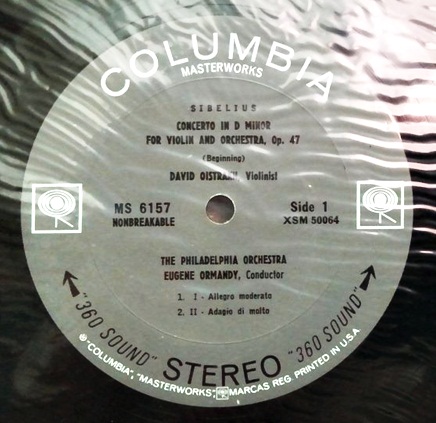 COLUMBIA
MASTERWORKS
SIBELIUS
CONCERTO IN D MINOR
FOR VIOLIN AND ORCHESTRA, Op. 47
(Beginning)
DAVID OISTRAKH, Violinist
MS 6157
NONBREAKABLE
Side 1
XSM 50064
THE PHILADELPHIA ORCHESTRA
EUGENE ORMANDY, Conductor
1. I - Allegro moderato
2. II - Adagio di molto
"360 SOUND" STEREO "360 SOUND"
® "COLUMBIA", "MASTERWORKS", MARCAS REG. PRINTED IN U.S.A